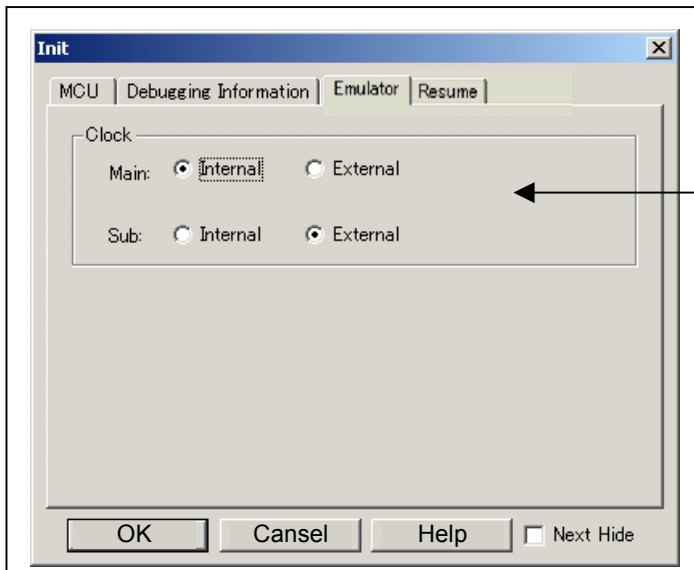 Init
MCU Debugging Information Emulator Resume
Clock
Main: Internal External
Sub: Internal External
OK Cansel Help Next Hide